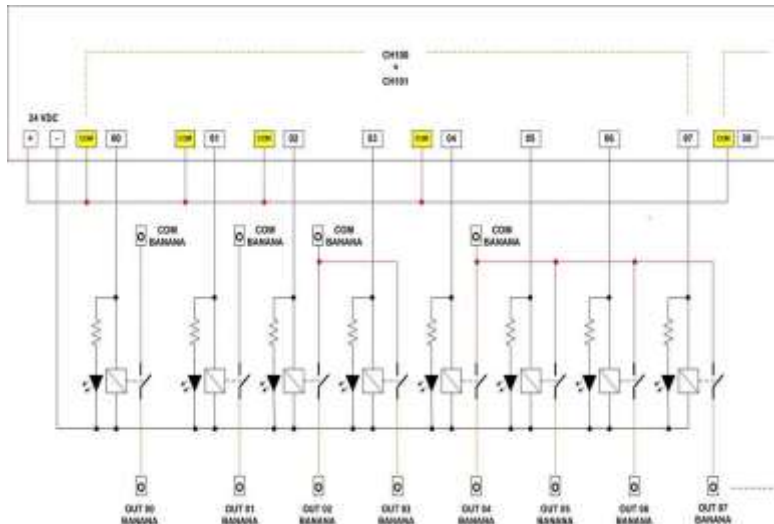 CH100
CH101
24 VDC
+ - COM 00 COM 01 COM 02 03 COM 04 05 06 07 COM
COM
BANANA
COM
BANANA
COM
BANANA
COM
BANANA
OUT 00
BANANA
OUT 01
BANANA
OUT 02
BANANA
OUT 03
BANANA
OUT 04
BANANA
OUT 05
BANANA
OUT 06
BANANA
OUT 07
BANANA